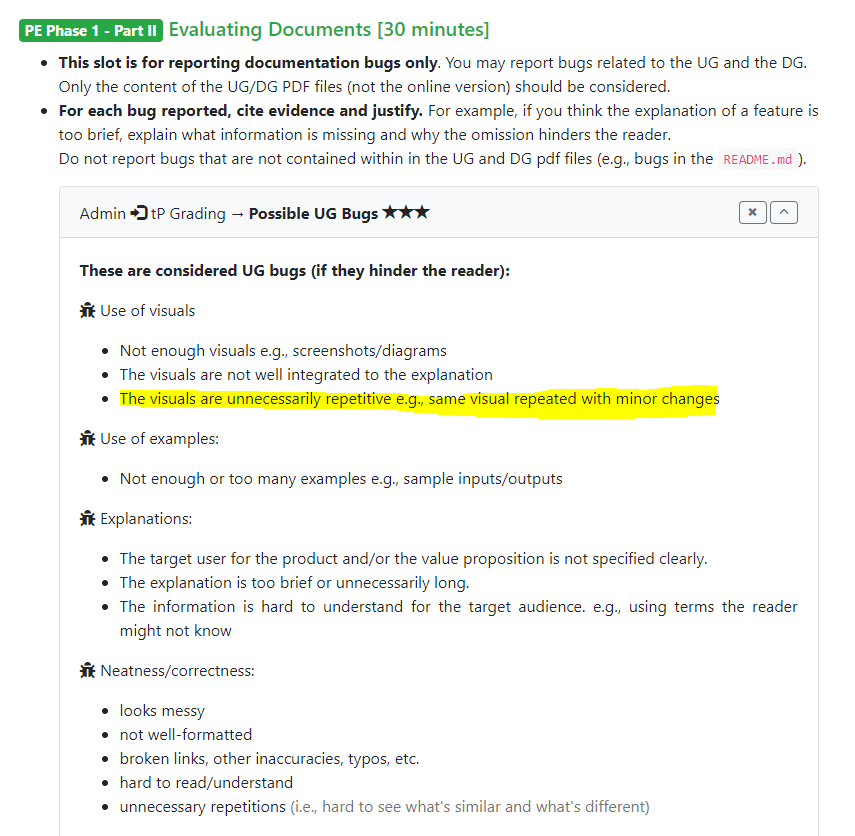 PE Phase 1 - Part II Evaluating Documents [30 minutes]
This slot is for reporting documentation bugs only. You may report bugs related to the UG and the DG.
Only the content of the UG/DG PDF files (not the online version) should be considered.
For each bug reported, cite evidence and justify. For example, if you think the explanation of a feature is
too brief, explain what information is missing and why the omission hinders the reader.
Do not report bugs that are not contained within in the UG and DG pdf files (e.g., bugs in the README.md ).
Admin tP Grading → Possible UG Bugs ★★★
These are considered UG bugs (if they hinder the reader):
Use of visuals
Not enough visuals e.g., screenshots/diagrams
The visuals are not well integrated to the explanation
The visuals are unnecessarily repetitive e.g., same visual repeated with minor changes
Use of examples:
Not enough or too many examples e.g., sample inputs/outputs
Explanations:
The target user for the product and/or the value proposition is not specified clearly.
The explanation is too brief or unnecessarily long.
The information is hard to understand for the target audience. e.g., using terms the reader
might not know
Neatness/correctness:
looks messy
not well-formatted
broken links, other inaccuracies, typos, etc.
hard to read/understand
unnecessary repetitions (i.e., hard to see what's similar and what's different)